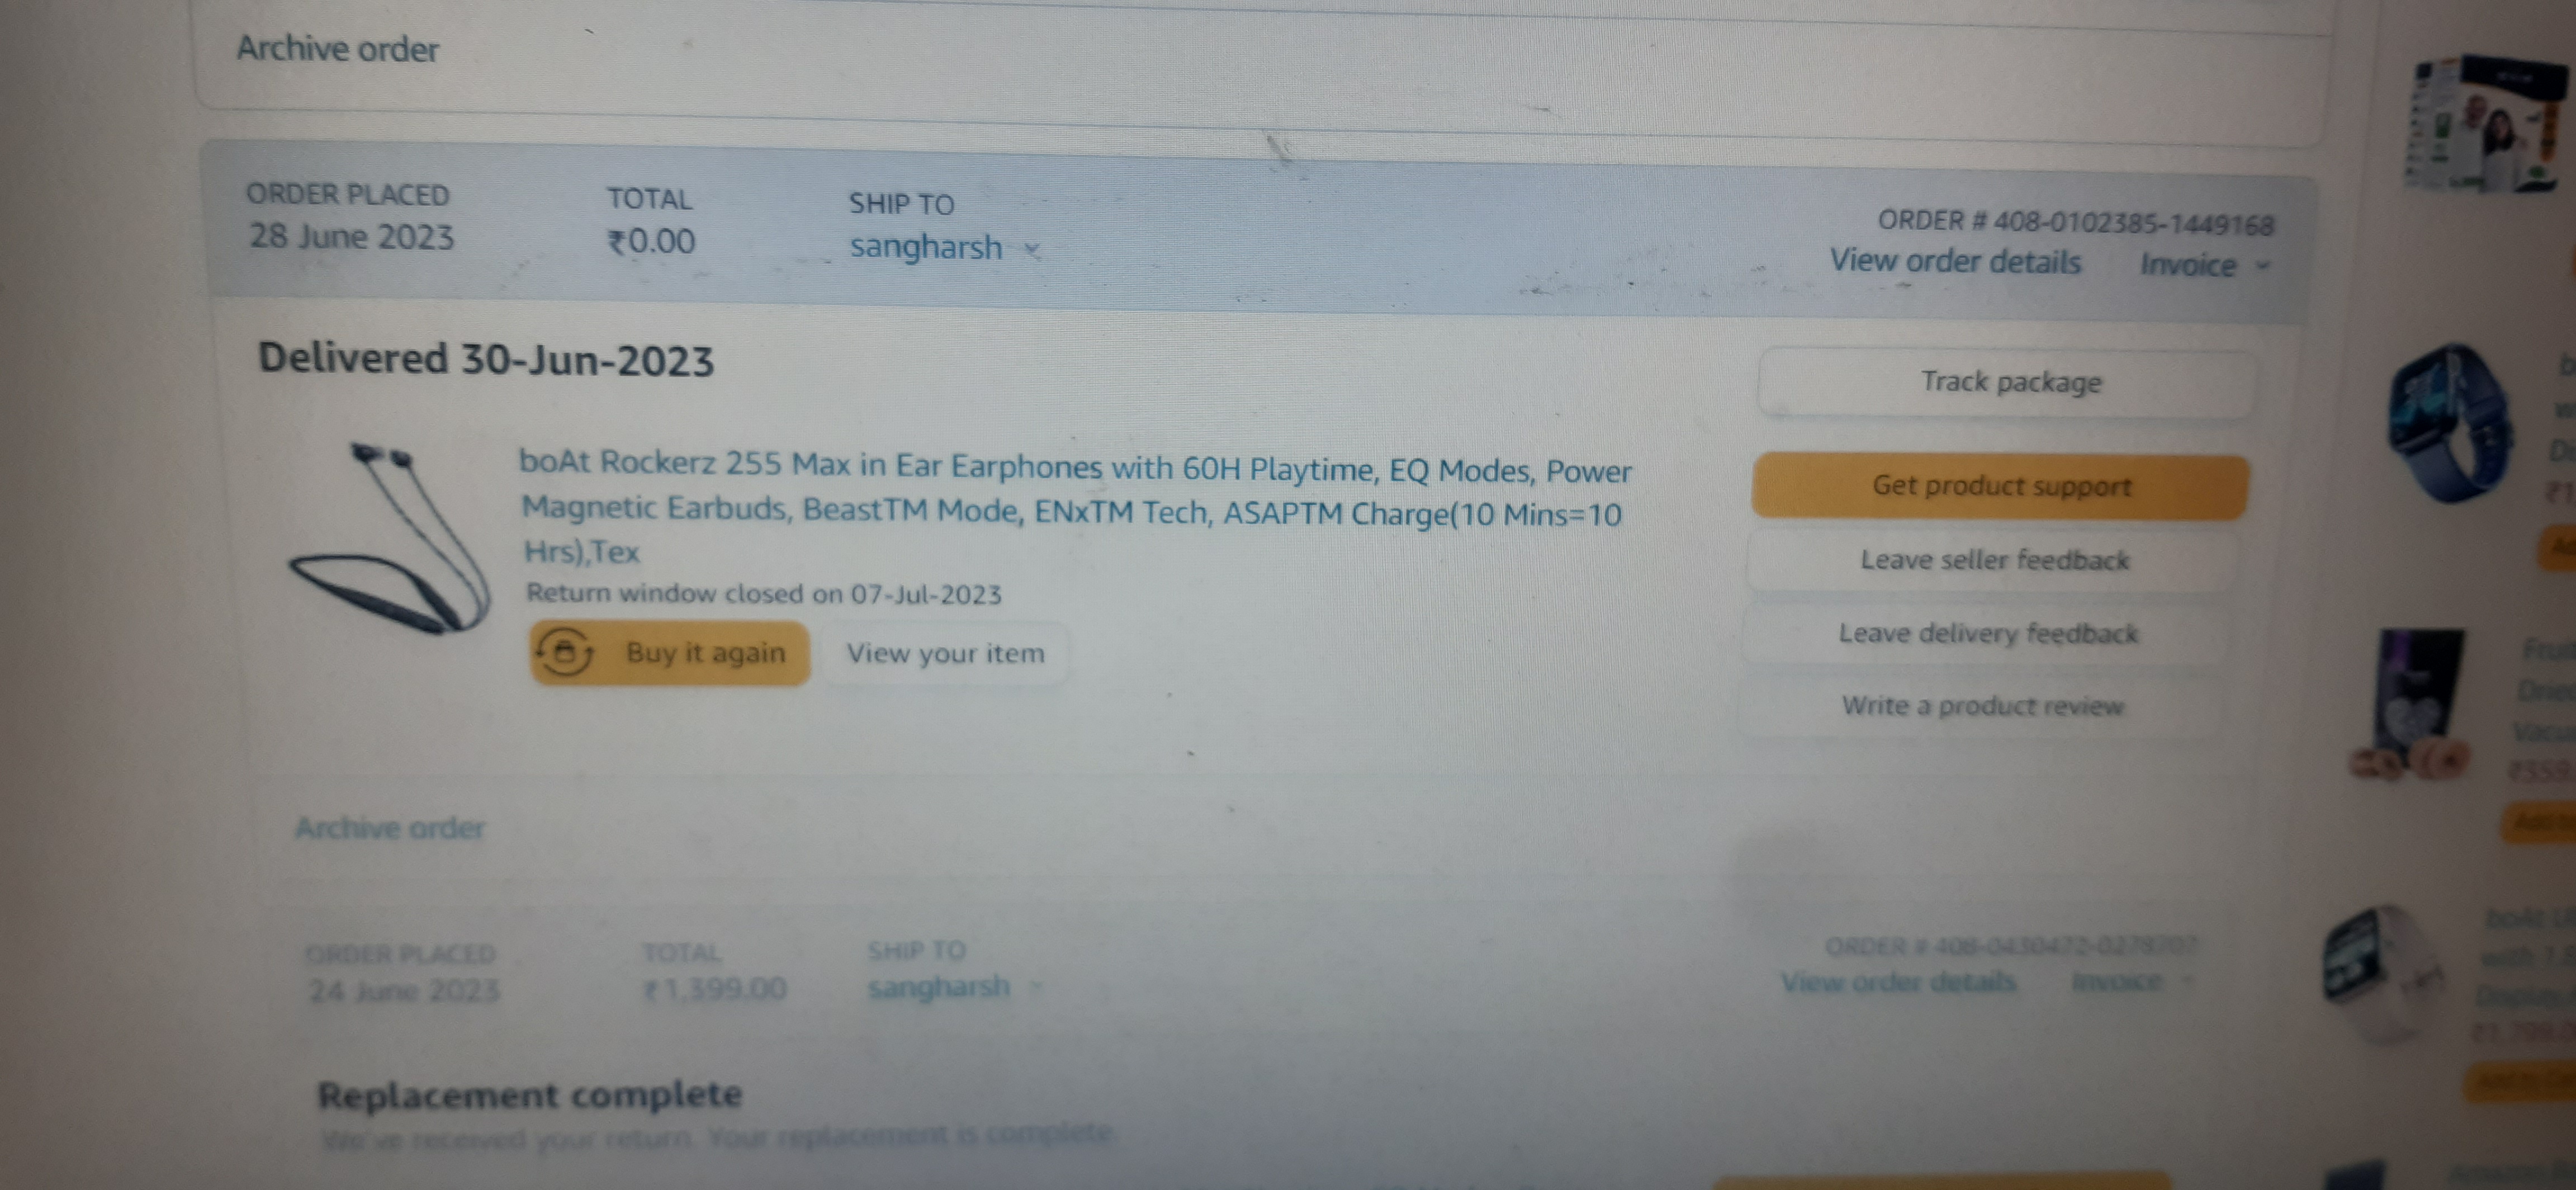 Archive order
ORDER PLACED
28 June 2023
TOTAL
₹0.00
SHIP TO
sangharsh
ORDER # 408-0102385-1449168
View order details
Invoice
Delivered 30-Jun-2023
boAt Rockerz 255 Max in Ear Earphones with 60H Playtime, EQ Modes, Power
Magnetic Earbuds, BeastTM Mode, ENxTM Tech, ASAPTM Charge(10 Mins=10
Hrs),Tex
Return window closed on 07-Jul-2023
Buy it again
View your item
Track package
Get product support
Leave seller feedback
Leave delivery feedback
Write a product review
Archive order
ORDER PLACED
24 June 2023
TOTAL
₹1,399.00
SHIP TO
sangharsh
ORDER #
View order details
Invoice
Replacement complete
We've received your return. Your replacement is complete.